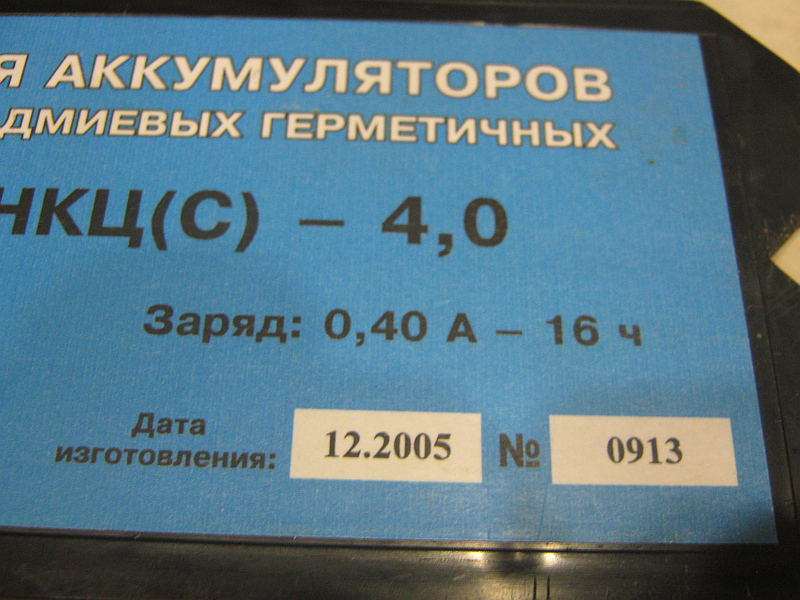 Я АККУМУЛЯТОРОВ
ДМИЕВЫХ ГЕРМЕТИЧНЫХ
НКЦ(С) – 4,0
Заряд: 0,40 А – 16 ч
Дата
изготовления: 12.2005 № 0913